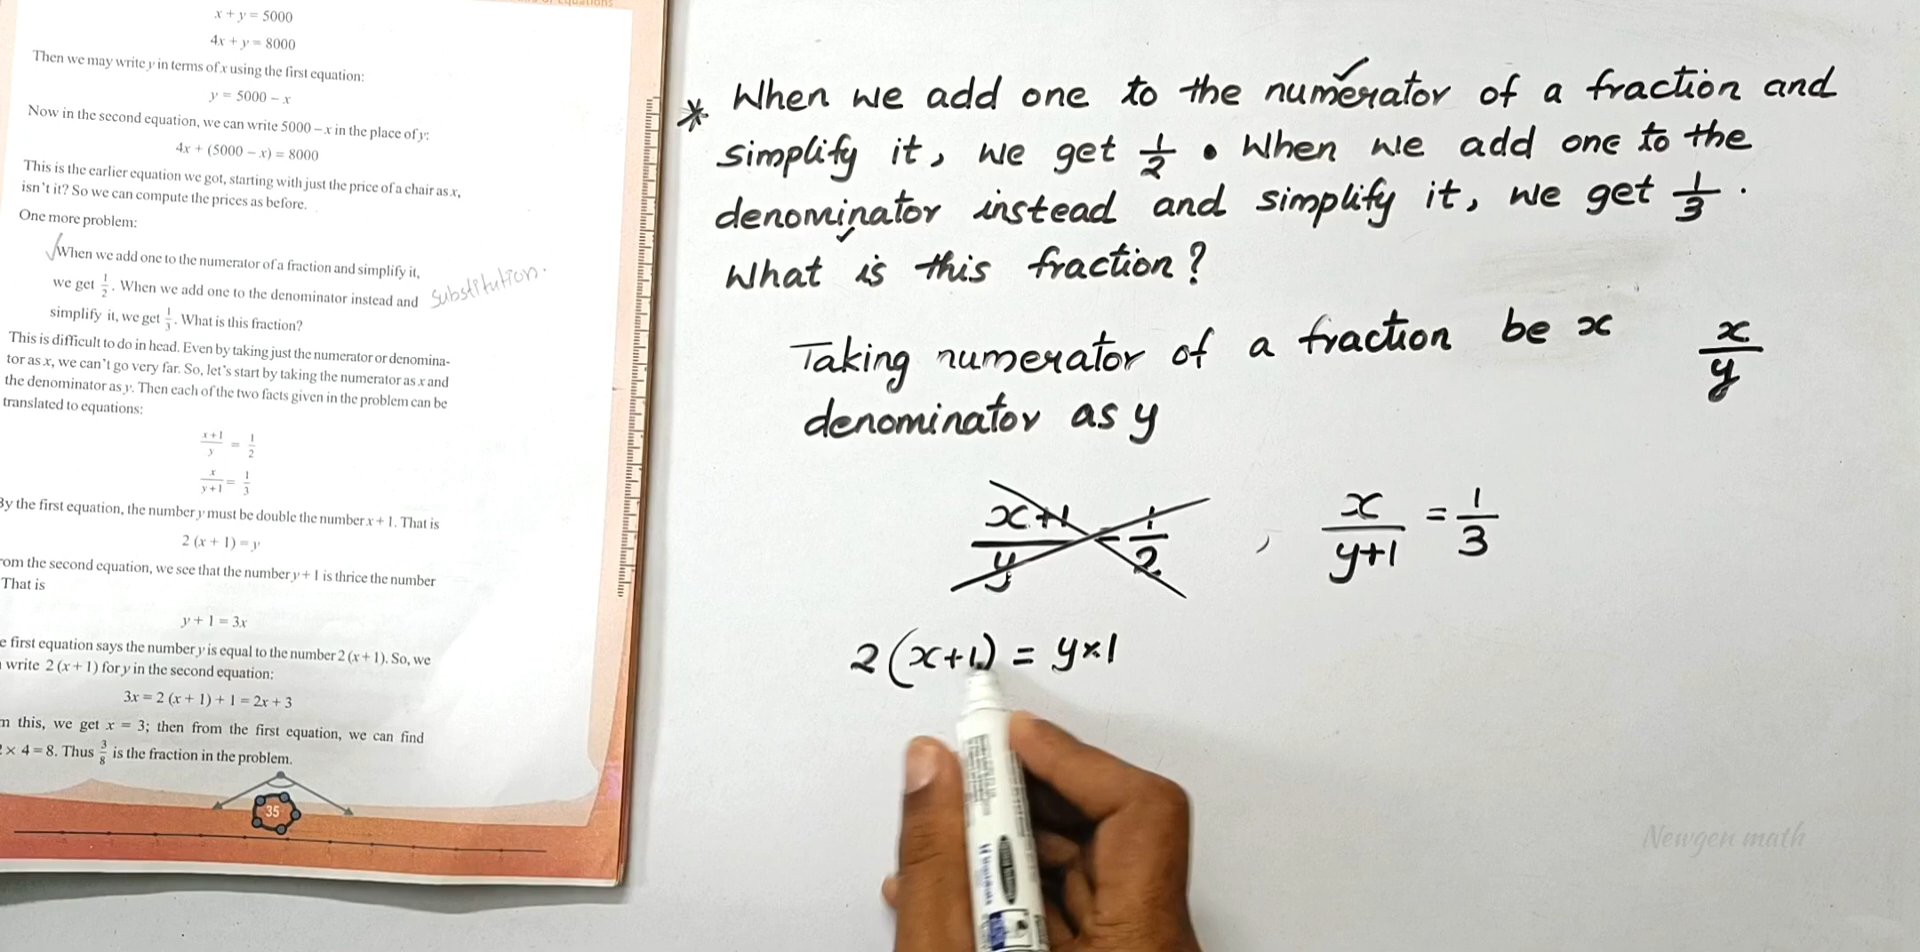 x + y = 5000
4x + y = 8000
Then we may write y in terms of x using the first equation:
y = 5000 – x
Now in the second equation, we can write 5000 – x in the place of y:
4x + (5000 – x) = 8000
This is the earlier equation we got, starting with just the price of a chair as x,
isn't it? So we can compute the prices as before.
One more problem:
When we add one to the numerator of a fraction and simplify it,
we get 1/2. When we add one to the denominator instead and
simplify it, we get 1/3. What is this fraction?
substitution.
This is difficult to do in head. Even by taking just the numerator or denomina-
tor as x, we can't go very far. So, let's start by taking the numerator as x and
the denominator as y. Then each of the two facts given in the problem can be
translated to equations:
x+1/y = 1/2
x/y+1 = 1/3
By the first equation, the number y must be double the number x + 1. That is
2 (x + 1) = y
rom the second equation, we see that the number y + 1 is thrice the number
That is
y + 1 = 3x
e first equation says the number y is equal to the number 2 (x + 1). So, we
write 2 (x + 1) for y in the second equation:
3x = 2 (x + 1) + 1 = 2x + 3
m this, we get x = 3; then from the first equation, we can find
2 × 4 = 8. Thus 3/8 is the fraction in the problem.
35
* When we add one to the numerator of a fraction and
simplify it, we get 1/2. When we add one to the
denominator instead and simplify it, we get 1/3.
What is this fraction?
Taking numerator of a fraction be x
denominator as y
x/y
x+1/y = 1/2 , x/y+1 = 1/3
2(x+1) = y×1
Newgen math